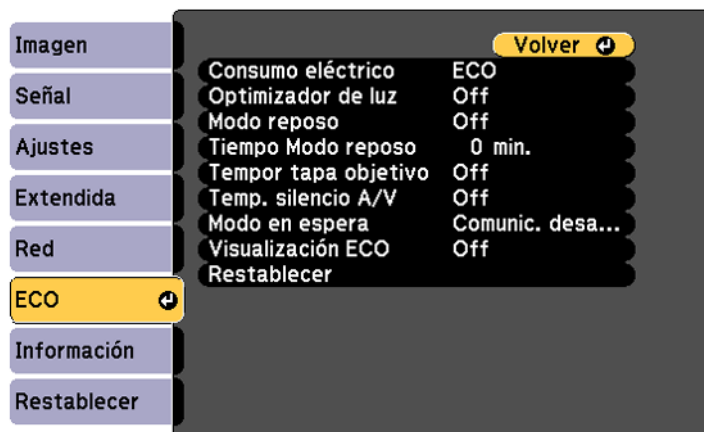 Imagen
Señal
Ajustes
Extendida
Red
ECO
Información
Restablecer
Volver
Consumo eléctrico ECO
Optimizador de luz Off
Modo reposo Off
Tiempo Modo reposo 0 min.
Tempor tapa objetivo Off
Temp. silencio A/V Off
Modo en espera Comunic. desa...
Visualización ECO Off
Restablecer